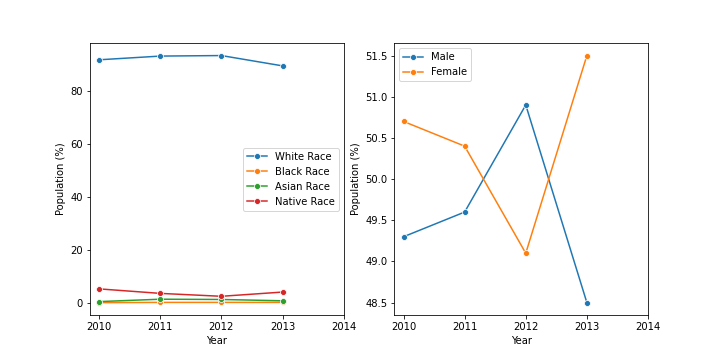 80
60
40
20
0
Population (%)
White Race
Black Race
Asian Race
Native Race
2010 2011 2012 2013 2014
Year
51.5
51.0
50.5
50.0
49.5
49.0
48.5
Population (%)
Male
Female
2010 2011 2012 2013 2014
Year